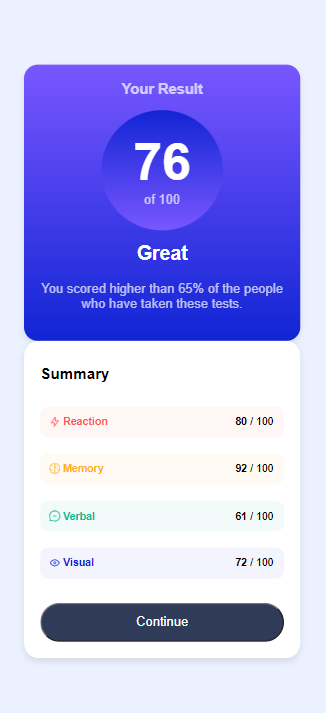 Your Result
76
of 100
Great
You scored higher than 65% of the people
who have taken these tests.
Summary
Reaction 80 / 100
Memory 92 / 100
Verbal 61 / 100
Visual 72 / 100
Continue